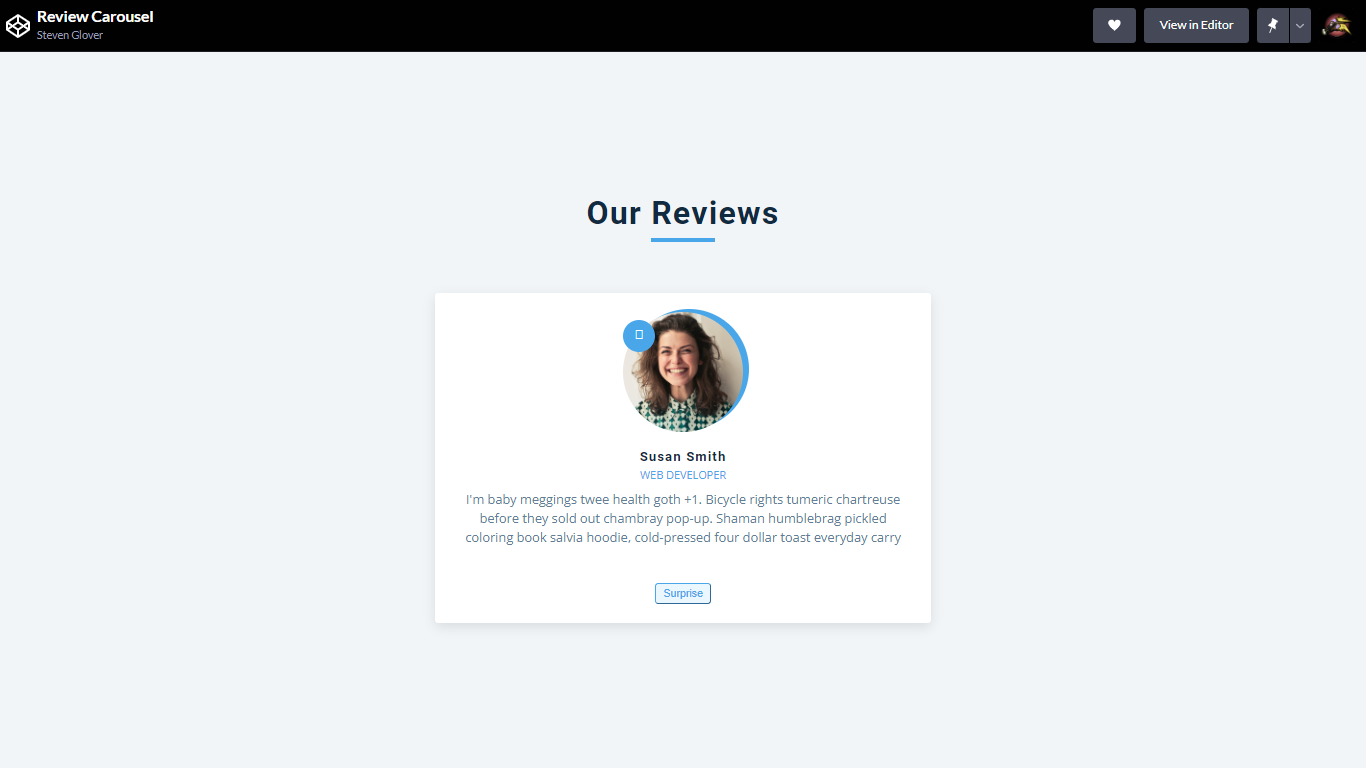 Review Carousel
Steven Glover
View in Editor
Our Reviews
Susan Smith
WEB DEVELOPER
I'm baby meggings twee health goth +1. Bicycle rights tumeric chartreuse
before they sold out chambray pop-up. Shaman humblebrag pickled
coloring book salvia hoodie, cold-pressed four dollar toast everyday carry
Surprise